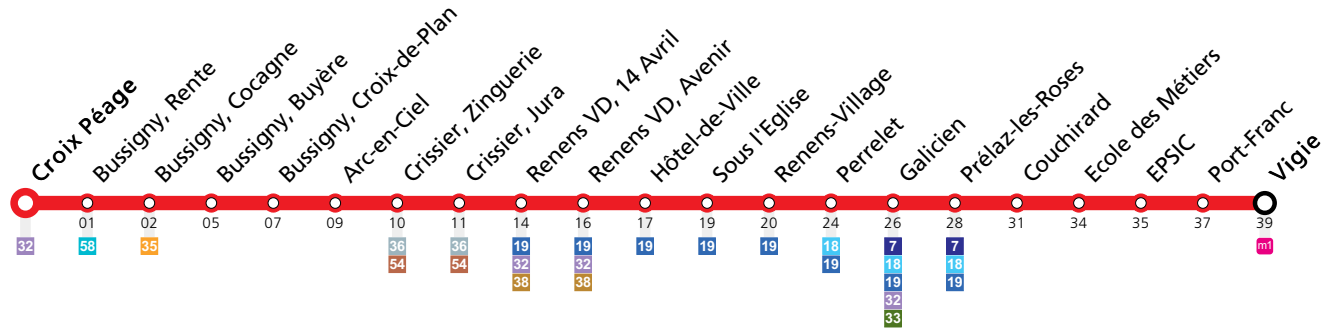 Croix Péage
Bussigny, Rente
Bussigny, Cocagne
Bussigny, Buyère
Bussigny, Croix-de-Plan
Arc-en-Ciel
Crissier, Zinguerie
Crissier, Jura
Renens VD, 14 Avril
Renens VD, Avenir
Hôtel-de-Ville
Sous l'Eglise
Renens-Village
Perrelet
Galicien
Prélaz-les-Roses
Couchirard
Ecole des Métiers
EPSIC
Port-Franc
Vigie
01 02 05 07 09 10 11 14 16 17 19 20 24 26 28 31 34 35 37 39
32 58 35 36 36 19 19 19 19 19 18 7 7 m1
54 54 32 32 19 18 18
38 38 19 19
32
33